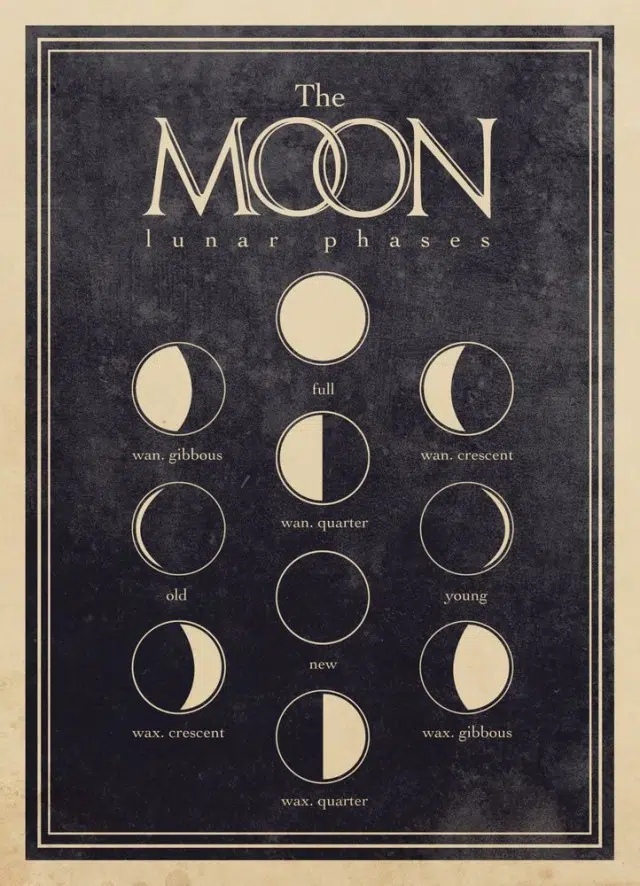 The
MOON
lunar phases
full
wan. gibbous
wan. crescent
wan. quarter
old
young
new
wax. crescent
wax. gibbous
wax. quarter